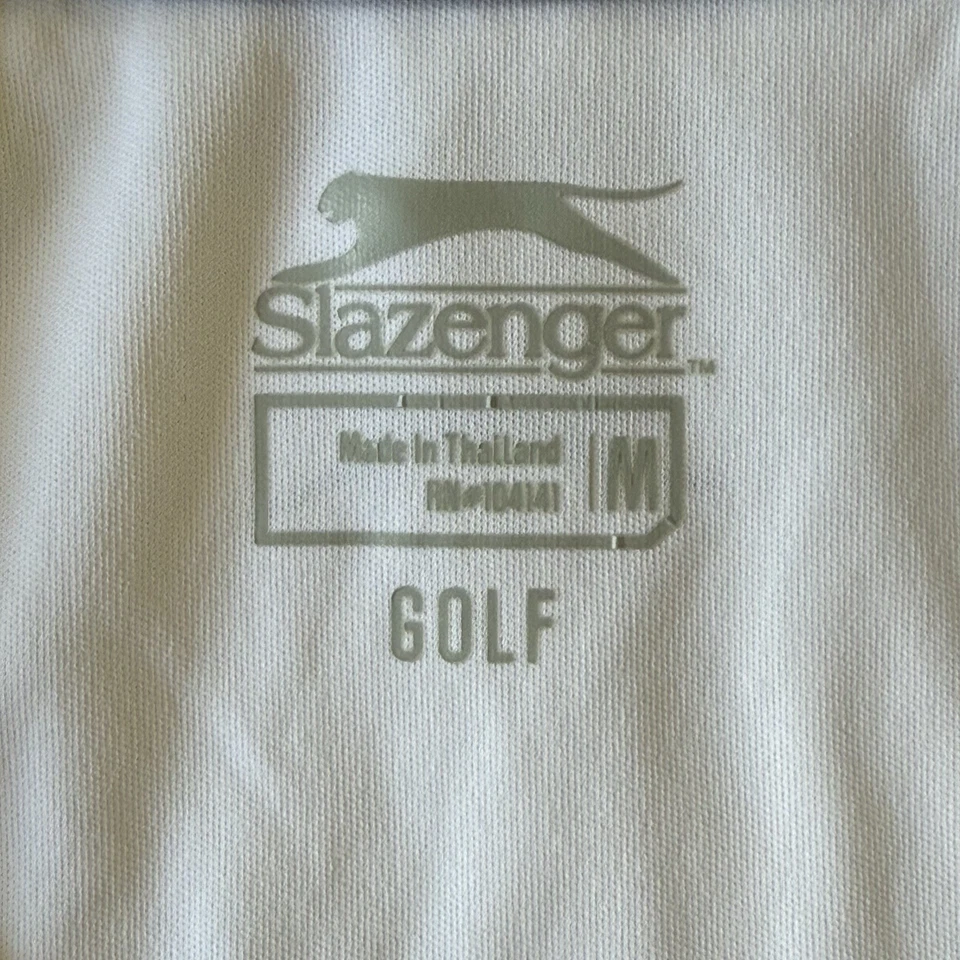 Slazenger™
Made in Thailand
RN#104141
M
GOLF